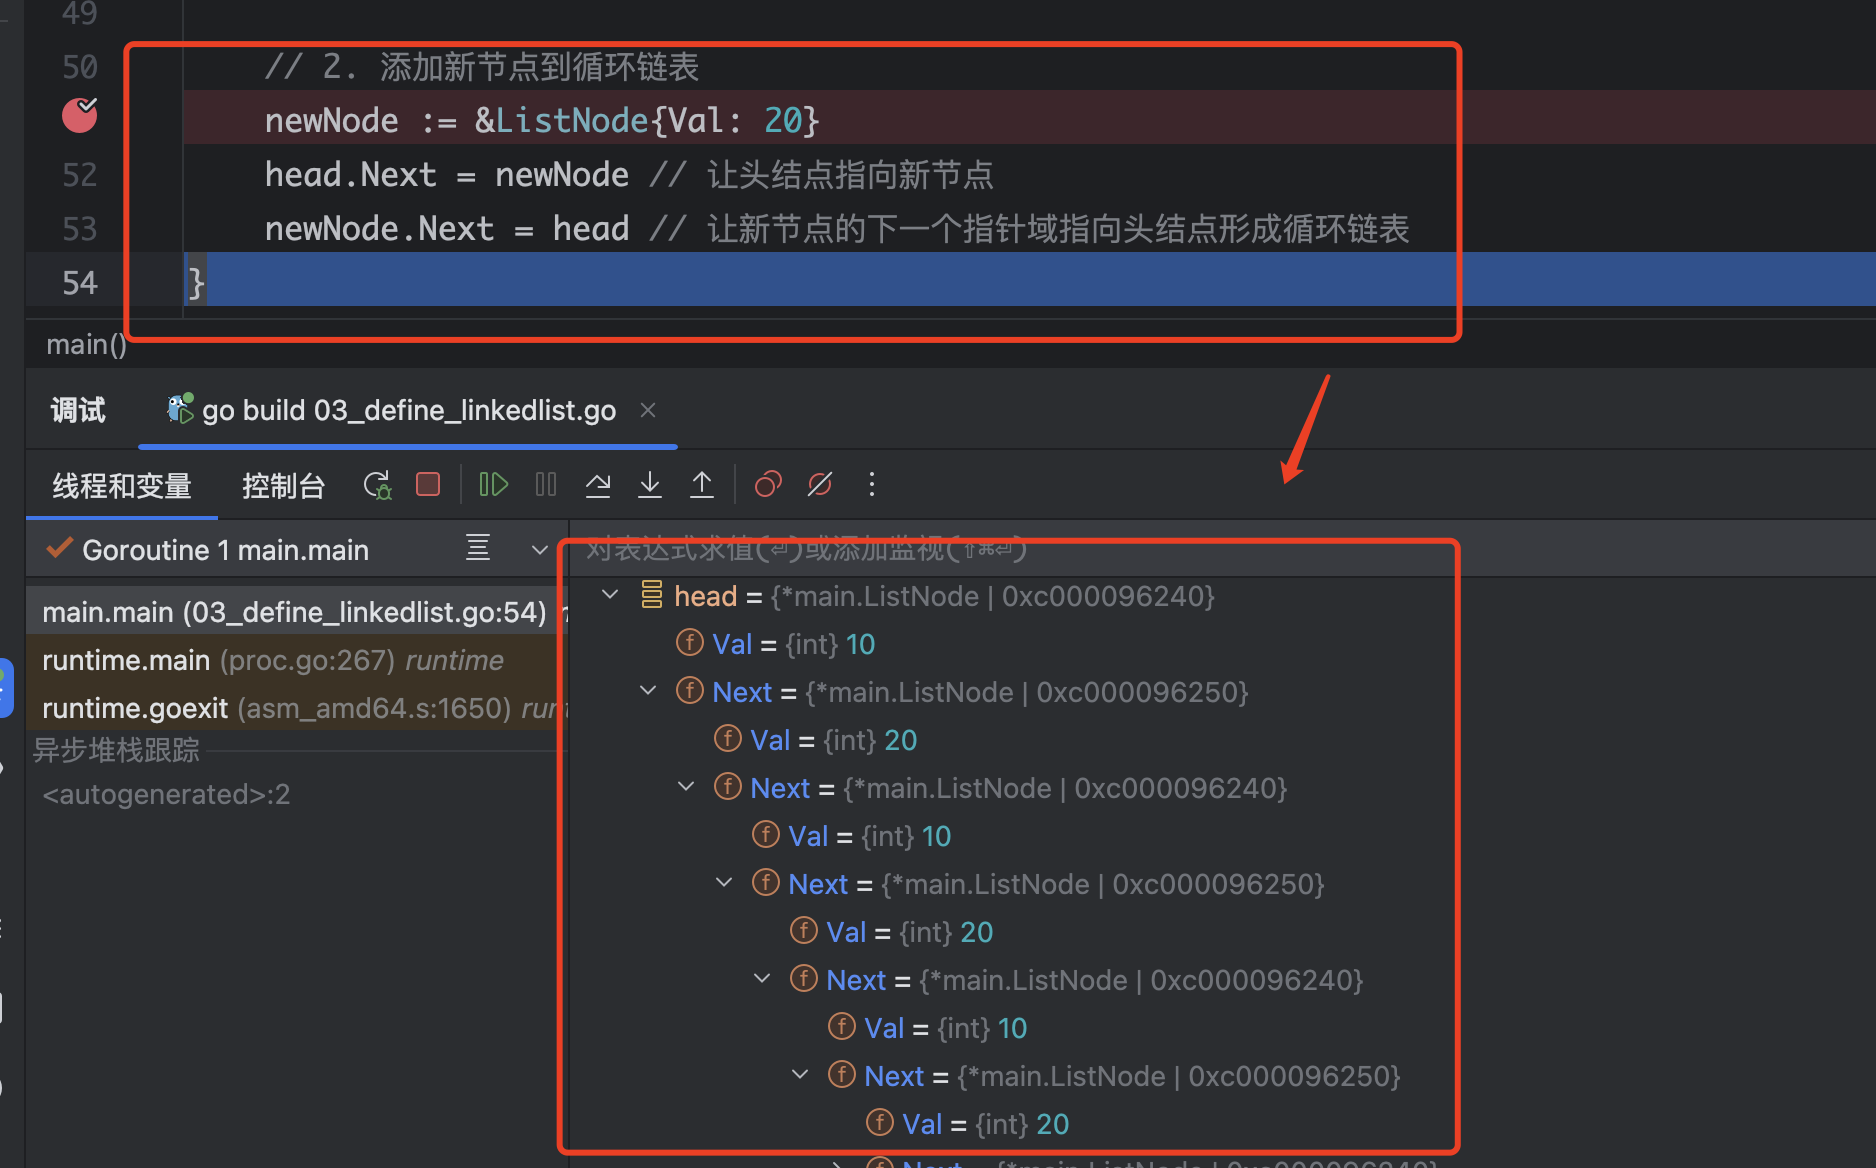 49
50 // 2. 添加新节点到循环链表
newNode := &ListNode{Val: 20}
52 head.Next = newNode // 让头结点指向新节点
53 newNode.Next = head // 让新节点的下一个指针域指向头结点形成循环链表
54 }
main()
调试 go build 03_define_linkedlist.go
线程和变量 控制台
Goroutine 1 main.main
对表达式求值(⏎)或添加监视(⇧⌘⏎)
main.main (03_define_linkedlist.go:54)
runtime.main (proc.go:267) runtime
runtime.goexit (asm_amd64.s:1650)
异步堆栈跟踪
<autogenerated>:2
head = {*main.ListNode | 0xc000096240}
Val = {int} 10
Next = {*main.ListNode | 0xc000096250}
Val = {int} 20
Next = {*main.ListNode | 0xc000096240}
Val = {int} 10
Next = {*main.ListNode | 0xc000096250}
Val = {int} 20
Next = {*main.ListNode | 0xc000096240}
Val = {int} 10
Next = {*main.ListNode | 0xc000096250}
Val = {int} 20
Next = {*main.ListNode | 0xc000096240}